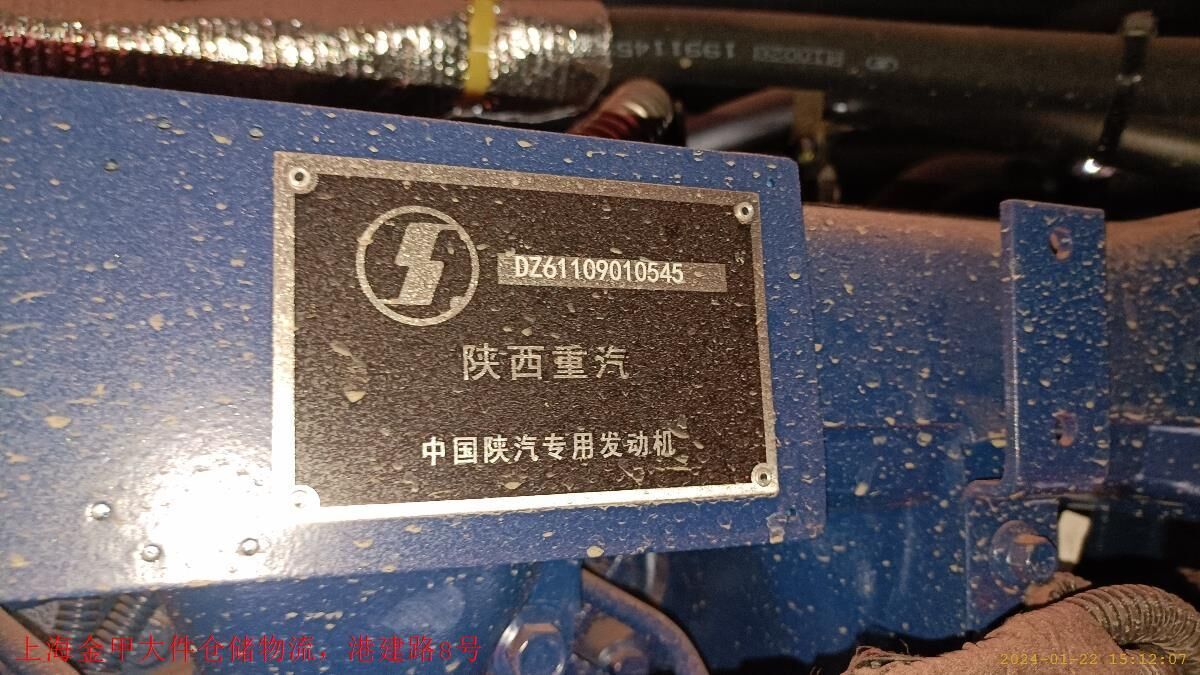 DZ61109010545
陕西重汽
中国陕汽专用发动机
上海金甲大件仓储物流，港建路8号
2024-01-22 15:12:07